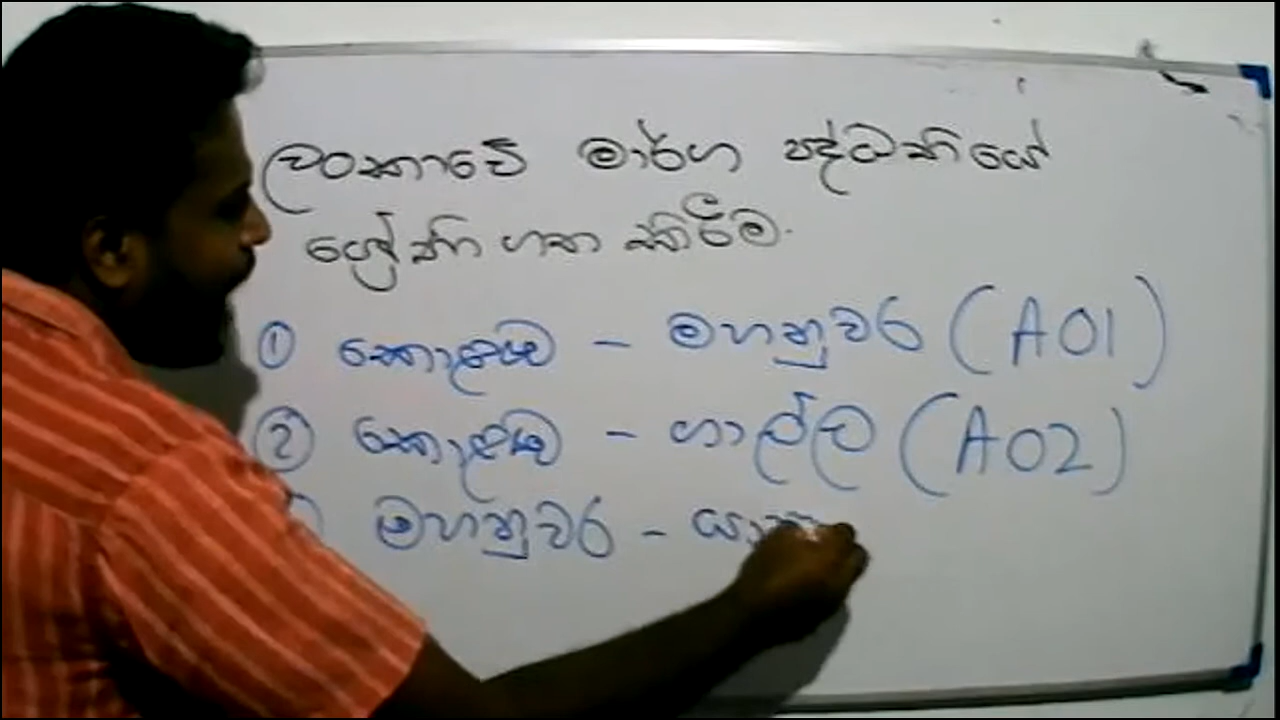 ලංකාවේ මාර්ග පද්ධතියේ
ශ්‍රේණි ගත කිරීම.
① කොළඹ - මහනුවර (A01)
② කොළඹ - ගාල්ල (A02)
මහනුවර -